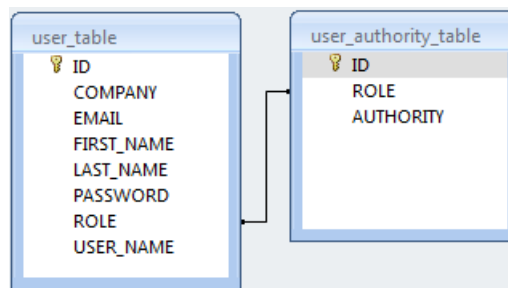 user_table
ID
COMPANY
EMAIL
FIRST_NAME
LAST_NAME
PASSWORD
ROLE
USER_NAME
user_authority_table
ID
ROLE
AUTHORITY